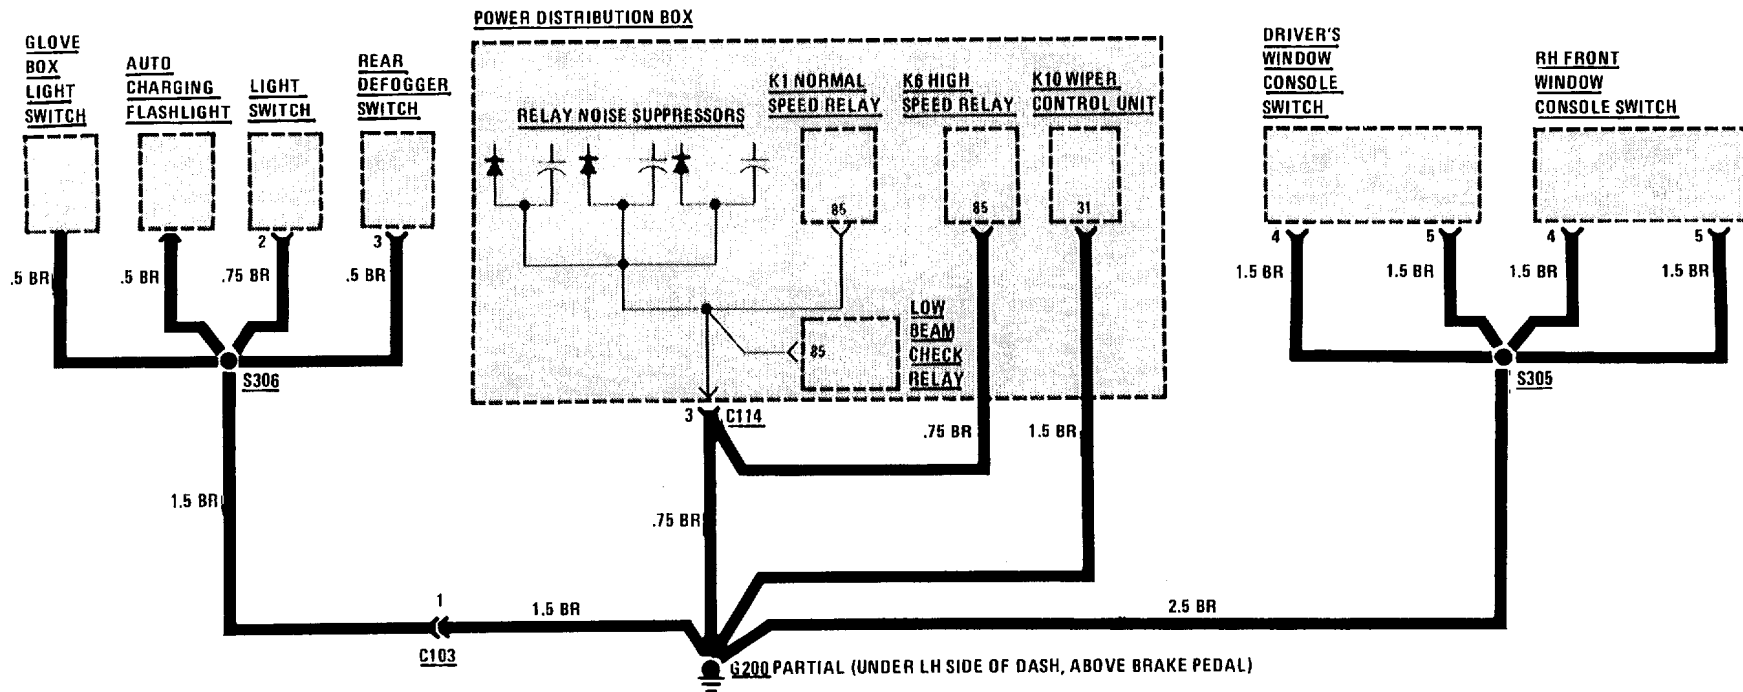 POWER DISTRIBUTION BOX
GLOVE
BOX
LIGHT
SWITCH
AUTO
CHARGING
FLASHLIGHT
LIGHT
SWITCH
REAR
DEFOGGER
SWITCH
RELAY NOISE SUPPRESSORS
K1 NORMAL
SPEED RELAY
K6 HIGH
SPEED RELAY
K10 WIPER
CONTROL UNIT
DRIVER'S
WINDOW
CONSOLE
SWITCH
RH FRONT
WINDOW
CONSOLE SWITCH
85
85
31
2
3
4
5
4
5
.5 BR
.5 BR
.75 BR
.5 BR
1.5 BR
1.5 BR
1.5 BR
1.5 BR
LOW
BEAM
CHECK
RELAY
85
S306
S305
3
C114
.75 BR
1.5 BR
1.5 BR
.75 BR
1
1.5 BR
2.5 BR
C103
G200 PARTIAL (UNDER LH SIDE OF DASH, ABOVE BRAKE PEDAL)